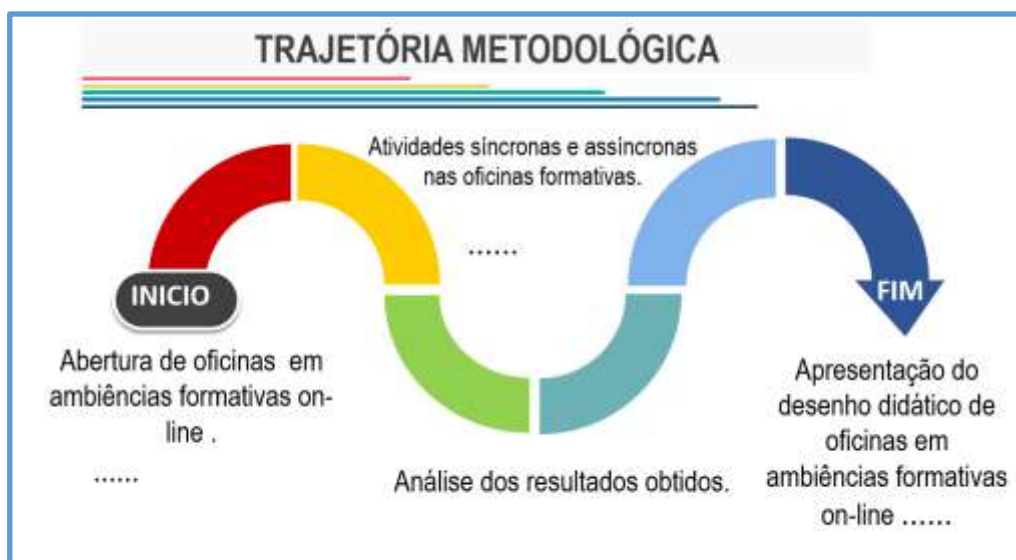 TRAJETÓRIA METODOLÓGICA
Atividades síncronas e assíncronas
nas oficinas formativas.
......
INICIO
Abertura de oficinas em
ambiências formativas on-
line .
......
Análise dos resultados obtidos.
FIM
Apresentação do
desenho didático de
oficinas em
ambiências formativas
on-line ......